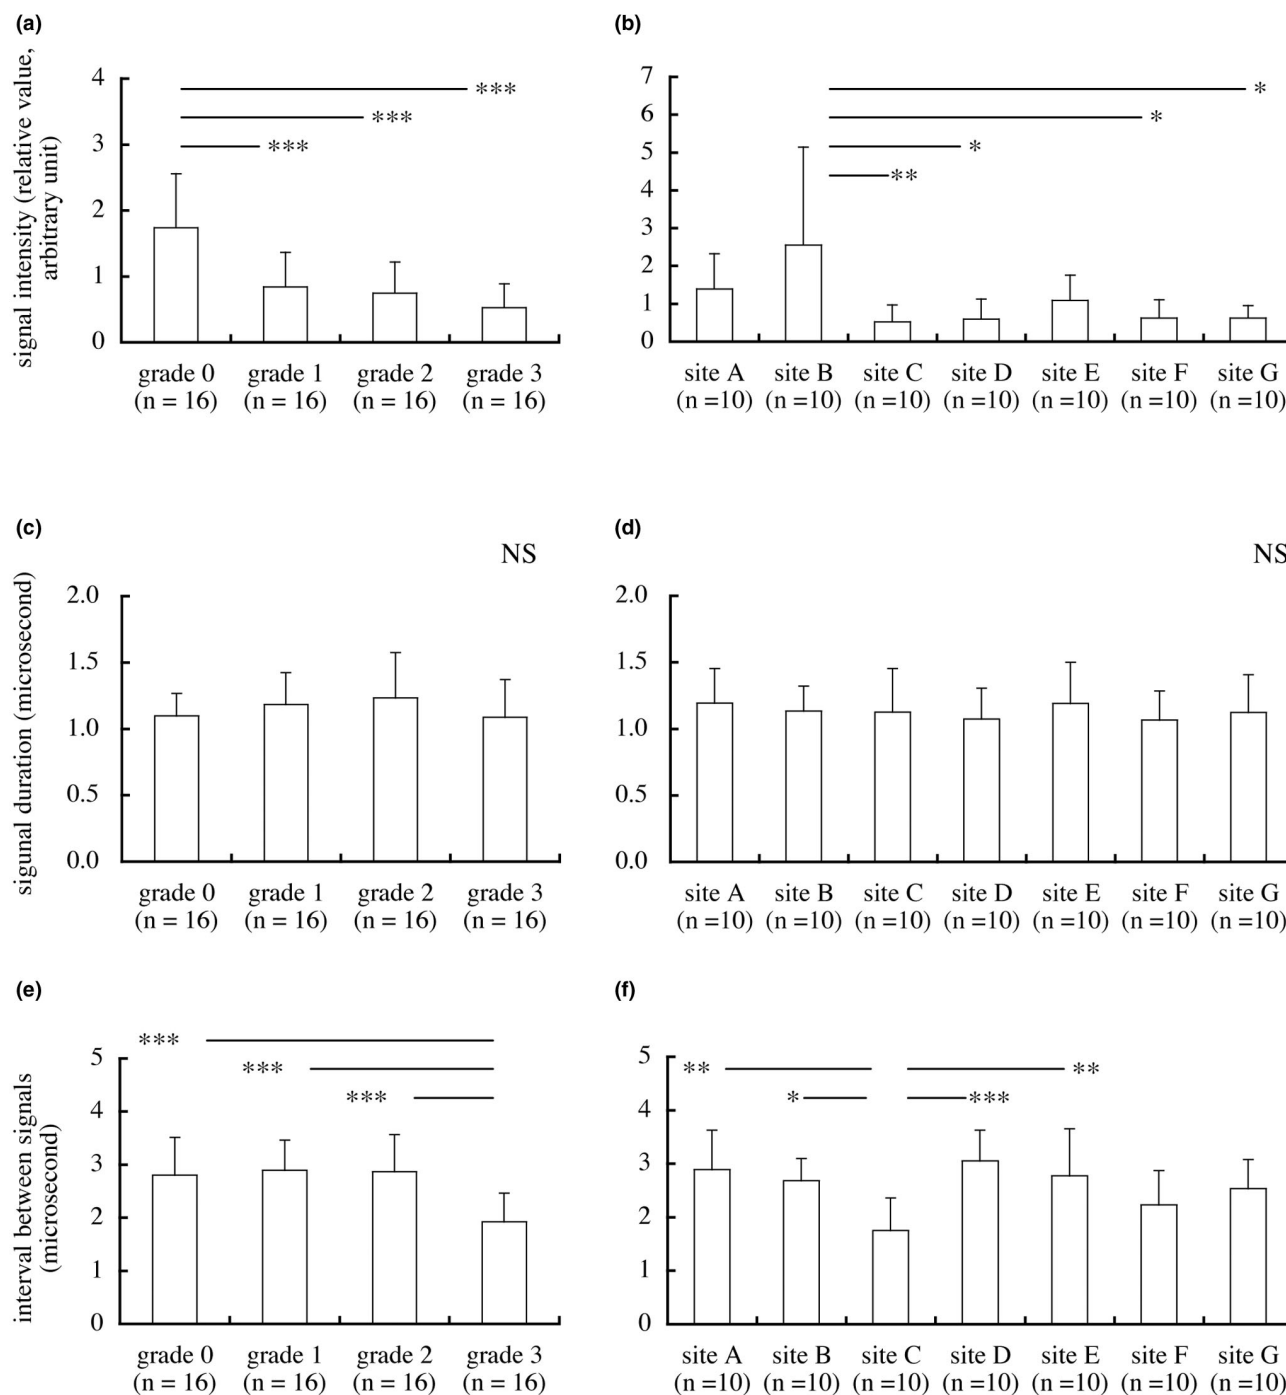 (a)
signal intensity (relative value,
arbitrary unit)
4
3
2
1
0
***
***
***
grade 0 grade 1 grade 2 grade 3
(n = 16) (n = 16) (n = 16) (n = 16)
(b)
7
6
5
4
3
2
1
0
*
*
*
**
site A site B site C site D site E site F site G
(n =10) (n =10) (n =10) (n =10) (n =10) (n =10) (n =10)
(c)
NS
sigunal duration (microsecond)
2.0
1.5
1.0
0.5
0.0
grade 0 grade 1 grade 2 grade 3
(n = 16) (n = 16) (n = 16) (n = 16)
(d)
NS
2.0
1.5
1.0
0.5
0.0
site A site B site C site D site E site F site G
(n =10) (n =10) (n =10) (n =10) (n =10) (n =10) (n =10)
(e)
interval between signals
(microsecond)
5
4
3
2
1
0
***
***
***
grade 0 grade 1 grade 2 grade 3
(n = 16) (n = 16) (n = 16) (n = 16)
(f)
5
4
3
2
1
0
** **
* ***
site A site B site C site D site E site F site G
(n =10) (n =10) (n =10) (n =10) (n =10) (n =10) (n =10)